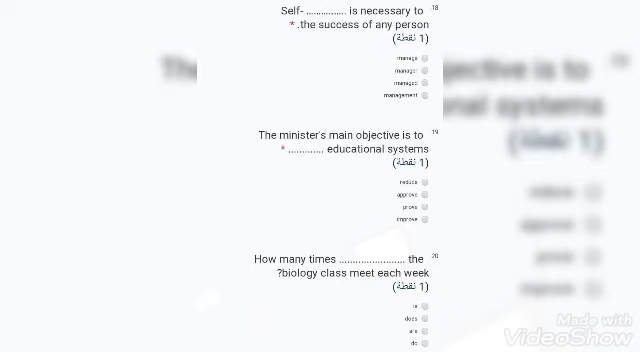 18. Self- ................ is necessary to
the success of any person. *
(1 نقطة)
manage
manager
managed
management
19. The minister's main objective is to
............. educational systems *
(1 نقطة)
reduce
approve
prove
improve
20. How many times ........................ the
biology class meet each week?
(1 نقطة)
is
does
are
do
Made with
VideoShow